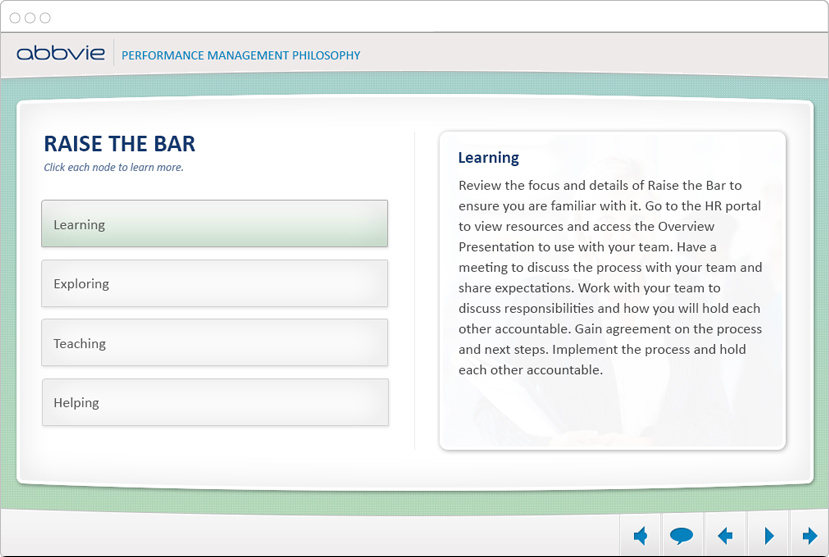 abbvie
PERFORMANCE MANAGEMENT PHILOSOPHY
RAISE THE BAR
Click each node to learn more.
Learning
Exploring
Teaching
Helping
Learning
Review the focus and details of Raise the Bar to
ensure you are familiar with it. Go to the HR portal
to view resources and access the Overview
Presentation to use with your team. Have a
meeting to discuss the process with your team and
share expectations. Work with your team to
discuss responsibilities and how you will hold each
other accountable. Gain agreement on the process
and next steps. Implement the process and hold
each other accountable.